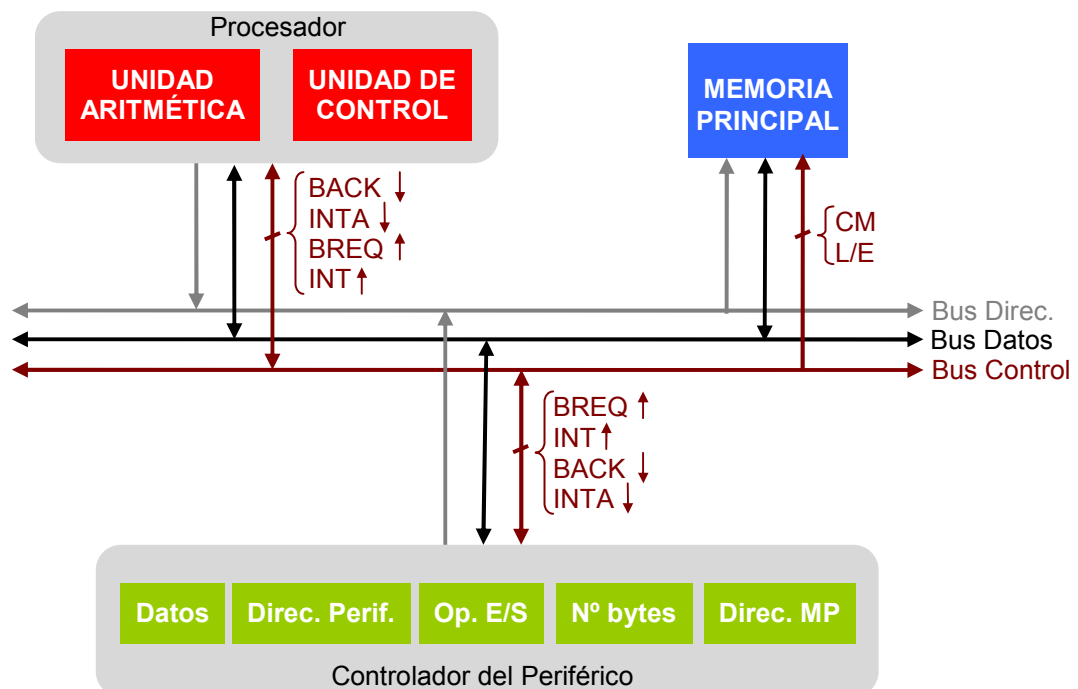 Procesador
UNIDAD
ARITMÉTICA
UNIDAD DE
CONTROL
MEMORIA
PRINCIPAL
BACK ↓
INTA ↓
BREQ ↑
INT ↑
CM
L/E
Bus Direc.
Bus Datos
Bus Control
BREQ ↑
INT ↑
BACK ↓
INTA ↓
Datos
Direc. Perif.
Op. E/S
Nº bytes
Direc. MP
Controlador del Periférico